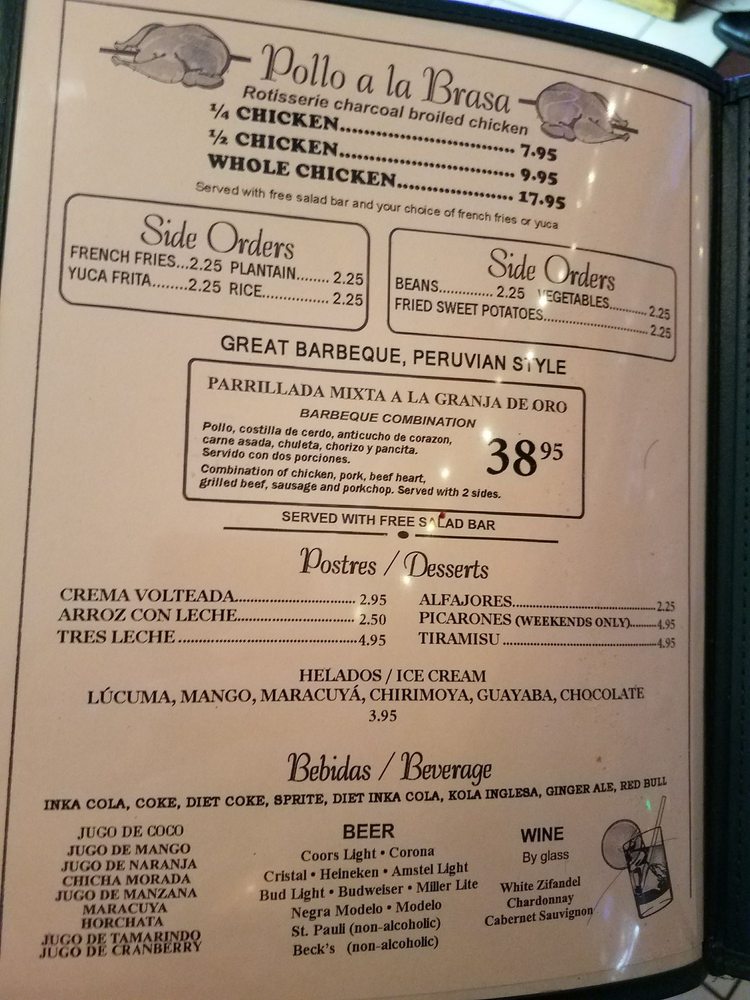 Pollo a la Brasa
Rotisserie charcoal broiled chicken
1/4 CHICKEN.................................. 7.95
1/2 CHICKEN.................................. 9.95
WHOLE CHICKEN....................... 17.95
Served with free salad bar and your choice of french fries or yuca
Side Orders
FRENCH FRIES...2.25 PLANTAIN........ 2.25
YUCA FRITA........2.25 RICE................ 2.25
Side Orders
BEANS............. 2.25 VEGETABLES.......... 2.25
FRIED SWEET POTATOES............................ 2.25
GREAT BARBEQUE, PERUVIAN STYLE
PARRILLADA MIXTA A LA GRANJA DE ORO
BARBEQUE COMBINATION
Pollo, costilla de cerdo, anticucho de corazon,
carne asada, chuleta, chorizo y pancita.
Servido con dos porciones.
Combination of chicken, pork, beef heart,
grilled beef, sausage and porkchop. Served with 2 sides.
38 95
SERVED WITH FREE SALAD BAR
Postres / Desserts
CREMA VOLTEADA............................ 2.95
ARROZ CON LECHE........................... 2.50
TRES LECHE..........................................4.95
ALFAJORES.....................................2.25
PICARONES (WEEKENDS ONLY).......4.95
TIRAMISU.......................................4.95
HELADOS / ICE CREAM
LÚCUMA, MANGO, MARACUYÁ, CHIRIMOYA, GUAYABA, CHOCOLATE
3.95
Bebidas / Beverage
INKA COLA, COKE, DIET COKE, SPRITE, DIET INKA COLA, KOLA INGLESA, GINGER ALE, RED BULL
JUGO DE COCO
JUGO DE MANGO
JUGO DE NARANJA
CHICHA MORADA
JUGO DE MANZANA
MARACUYA
HORCHATA
JUGO DE TAMARINDO
JUGO DE CRANBERRY
BEER
Coors Light • Corona
Cristal • Heineken • Amstel Light
Bud Light • Budweiser • Miller Lite
Negra Modelo • Modelo
St. Pauli (non-alcoholic)
Beck's (non-alcoholic)
WINE
By glass
White Zifandel
Chardonnay
Cabernet Sauvignon